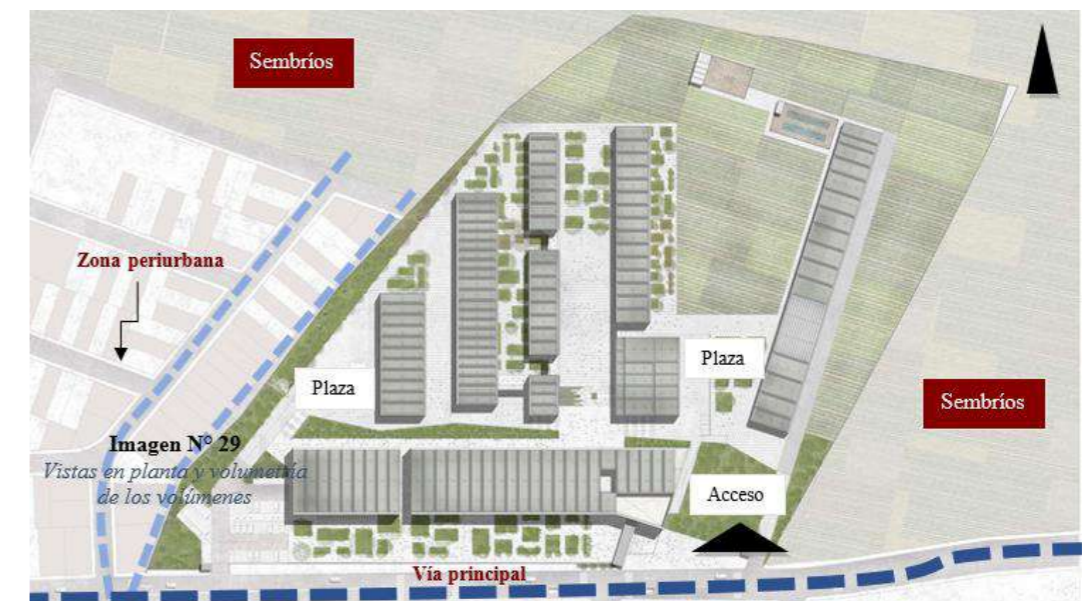 Sembríos
Zona periurbana
Plaza
Plaza
Sembríos
Imagen N° 29
Vistas en planta y volumetría
de los volúmenes
Acceso
Vía principal